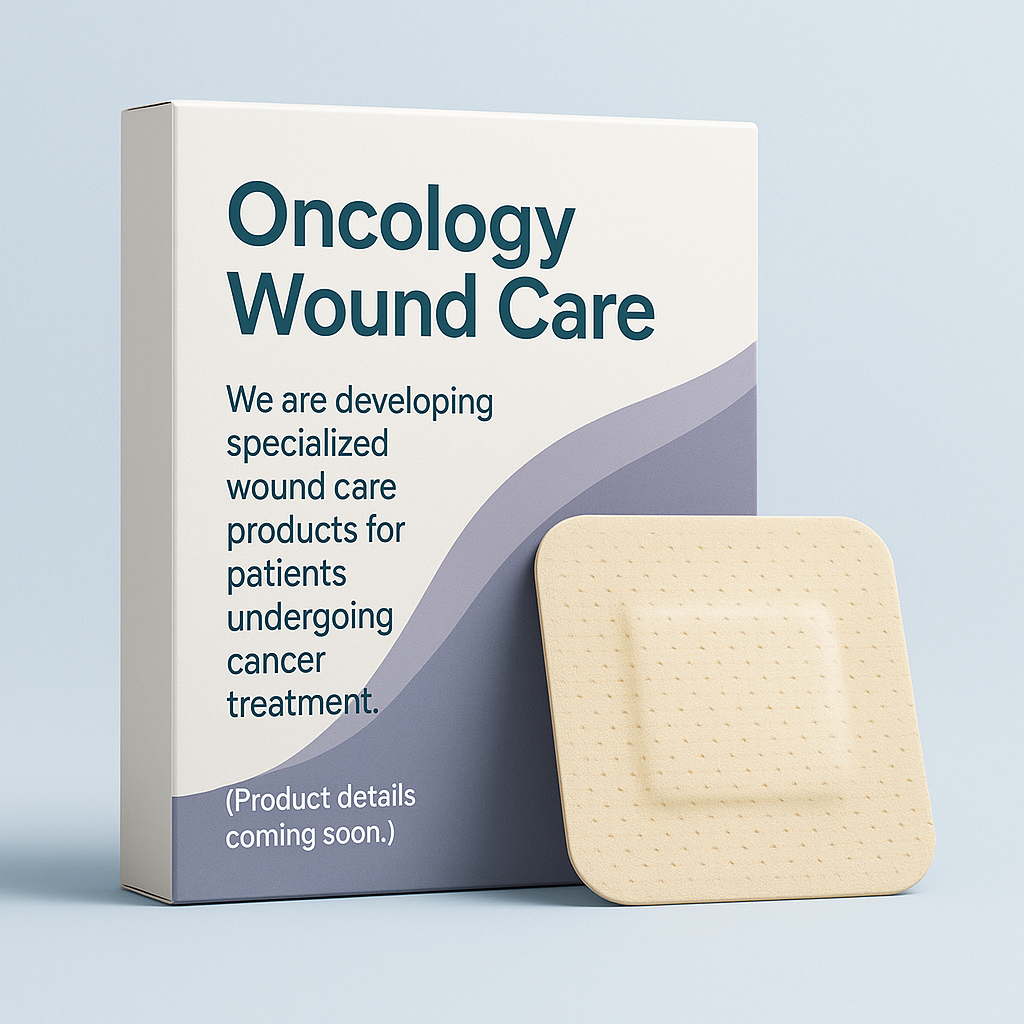 Oncology
Wound Care
We are developing
specialized
wound care
products for
patients
undergoing
cancer
treatment.
(Product details
coming soon.)